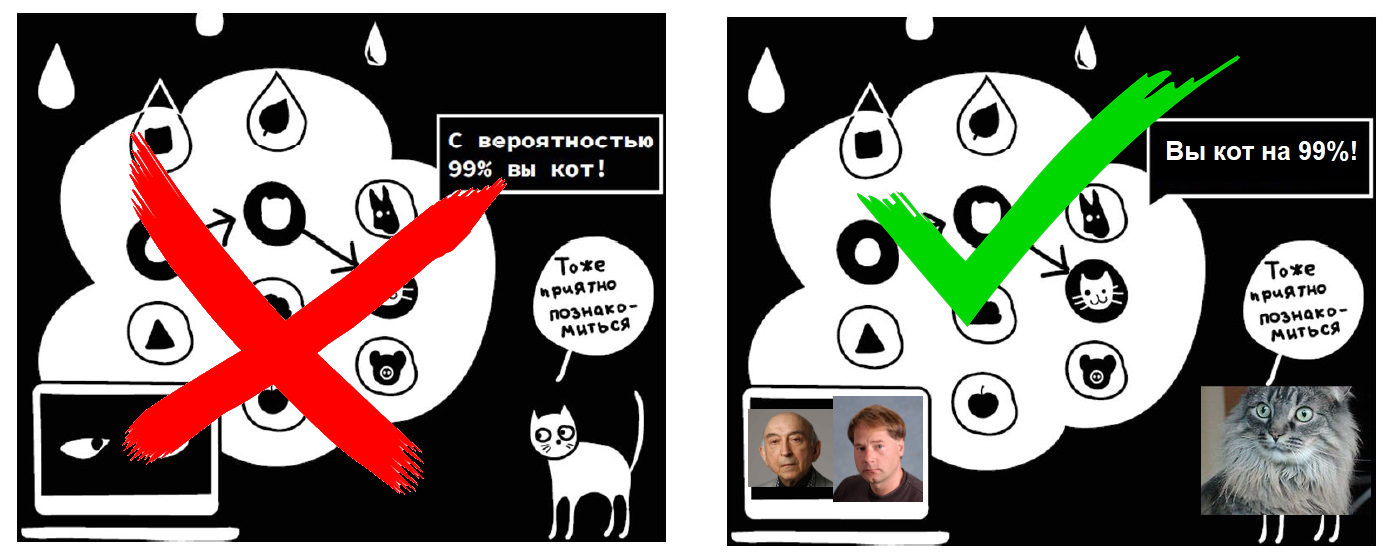 С вероятностью
99% вы кот!
Тоже
приятно
познако-
миться
Вы кот на 99%!
Тоже
приятно
познако-
миться